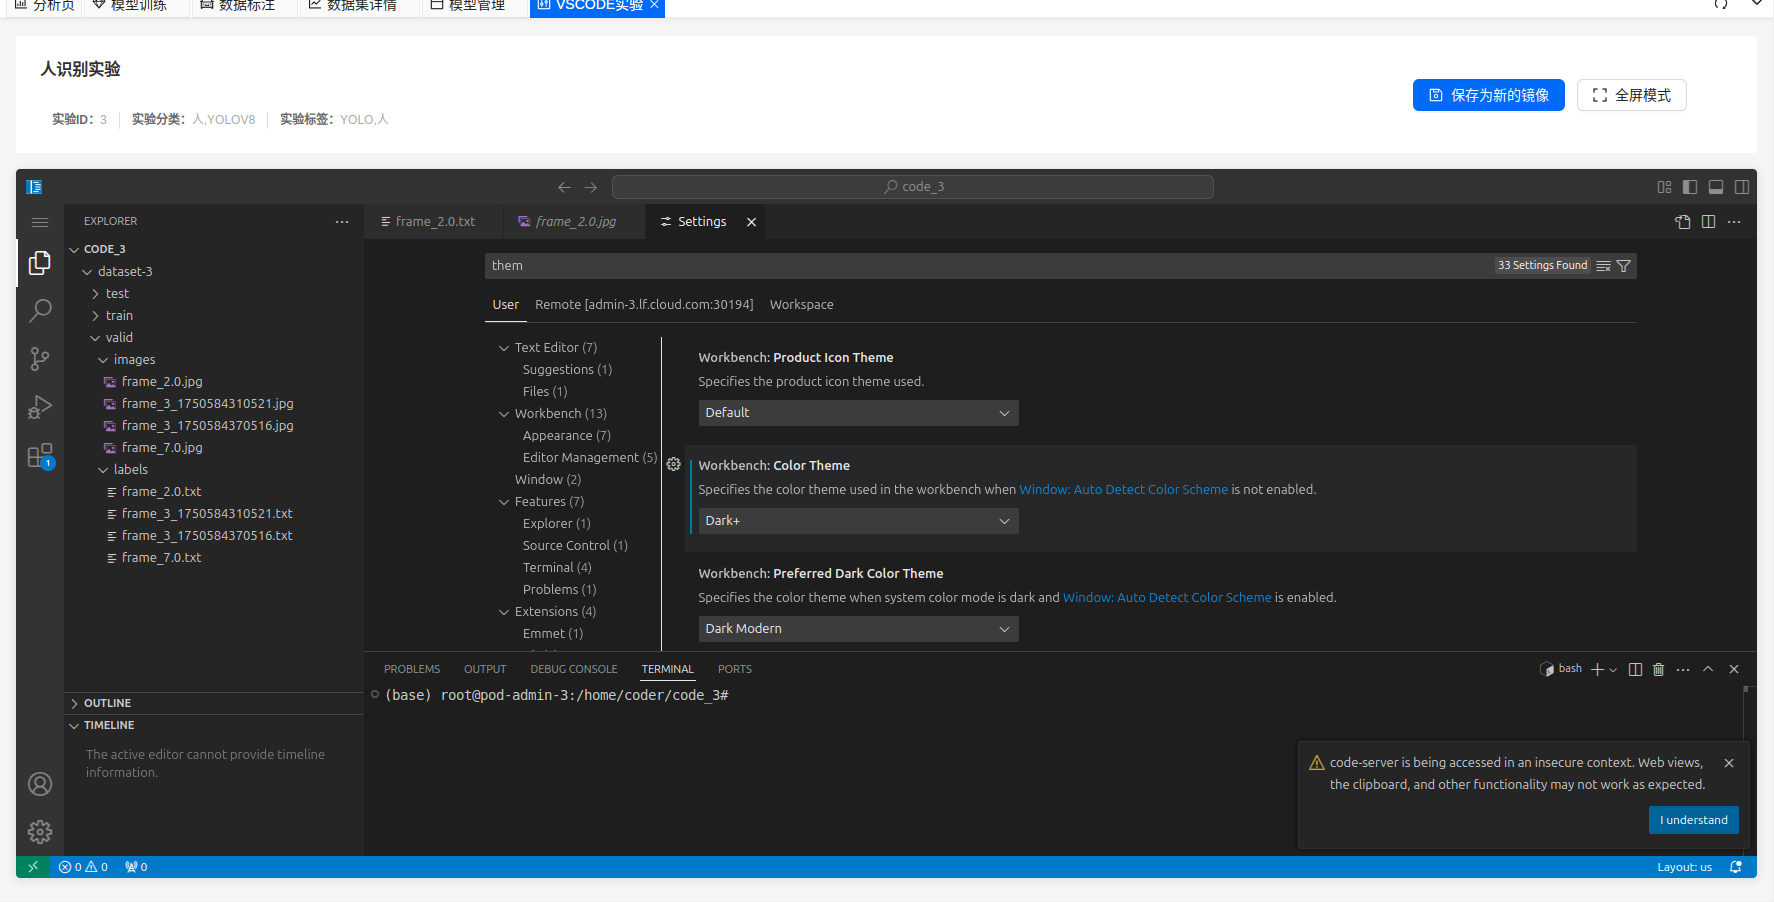 分析页 模型训练 数据标注 数据集详情 模型管理 VSCODE实验
人识别实验
保存为新的镜像 全屏模式
实验ID: 3 实验分类: 人,YOLOV8 实验标签: YOLO,人
code_3
EXPLORER
frame_2.0.txt frame_2.0.jpg Settings
CODE_3
dataset-3
test
train
valid
images
frame_2.0.jpg
frame_3_1750584310521.jpg
frame_3_1750584370516.jpg
frame_7.0.jpg
labels
frame_2.0.txt
frame_3_1750584310521.txt
frame_3_1750584370516.txt
frame_7.0.txt
OUTLINE
TIMELINE
The active editor cannot provide timeline
information.
1
them
33 Settings Found
User Remote [admin-3.lf.cloud.com:30194] Workspace
Text Editor (7)
Suggestions (1)
Files (1)
Workbench (13)
Appearance (7)
Editor Management (5)
Window (2)
Features (7)
Explorer (1)
Source Control (1)
Terminal (4)
Problems (1)
Extensions (4)
Emmet (1)
Workbench: Product Icon Theme
Specifies the product icon theme used.
Default
Workbench: Color Theme
Specifies the color theme used in the workbench when Window: Auto Detect Color Scheme is not enabled.
Dark+
Workbench: Preferred Dark Color Theme
Specifies the color theme when system color mode is dark and Window: Auto Detect Color Scheme is enabled.
Dark Modern
PROBLEMS OUTPUT DEBUG CONSOLE TERMINAL PORTS
bash
(base) root@pod-admin-3:/home/coder/code_3#
code-server is being accessed in an insecure context. Web views,
the clipboard, and other functionality may not work as expected.
I understand
0 0 0
Layout: us